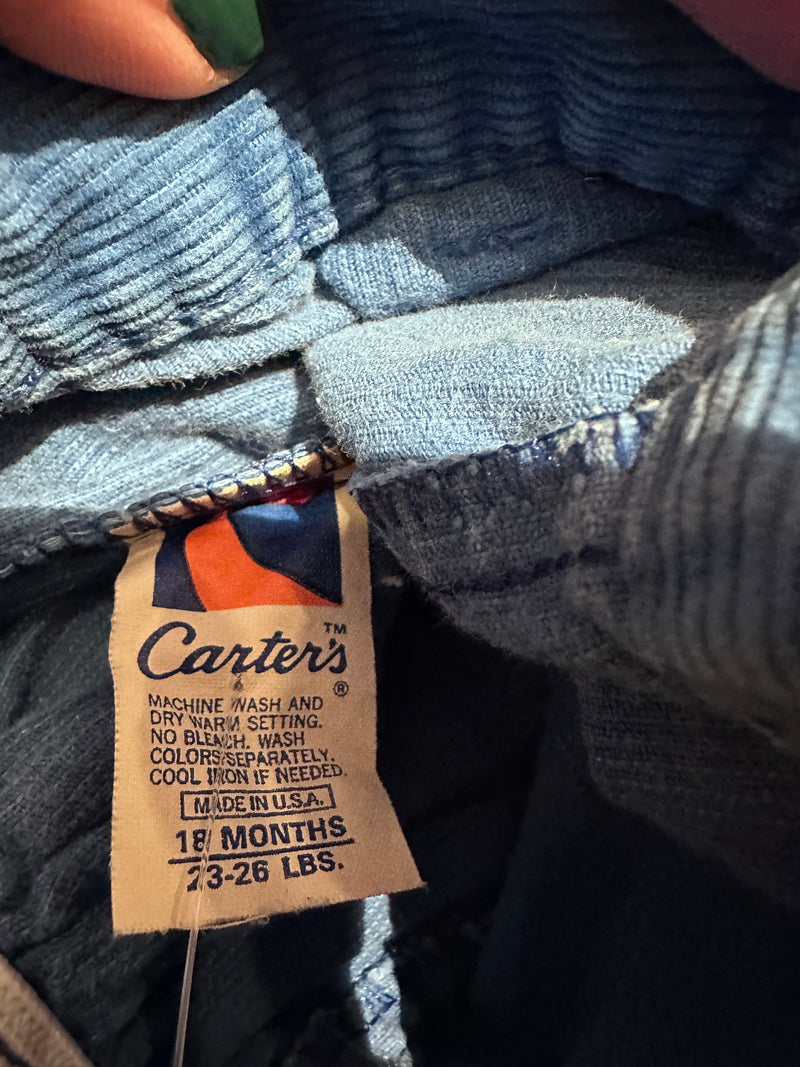 Carter's™
®
MACHINE WASH AND
DRY WARM SETTING.
NO BLEACH. WASH
COLORS SEPARATELY.
COOL IRON IF NEEDED.
MADE IN U.S.A.
18 MONTHS
23-26 LBS.